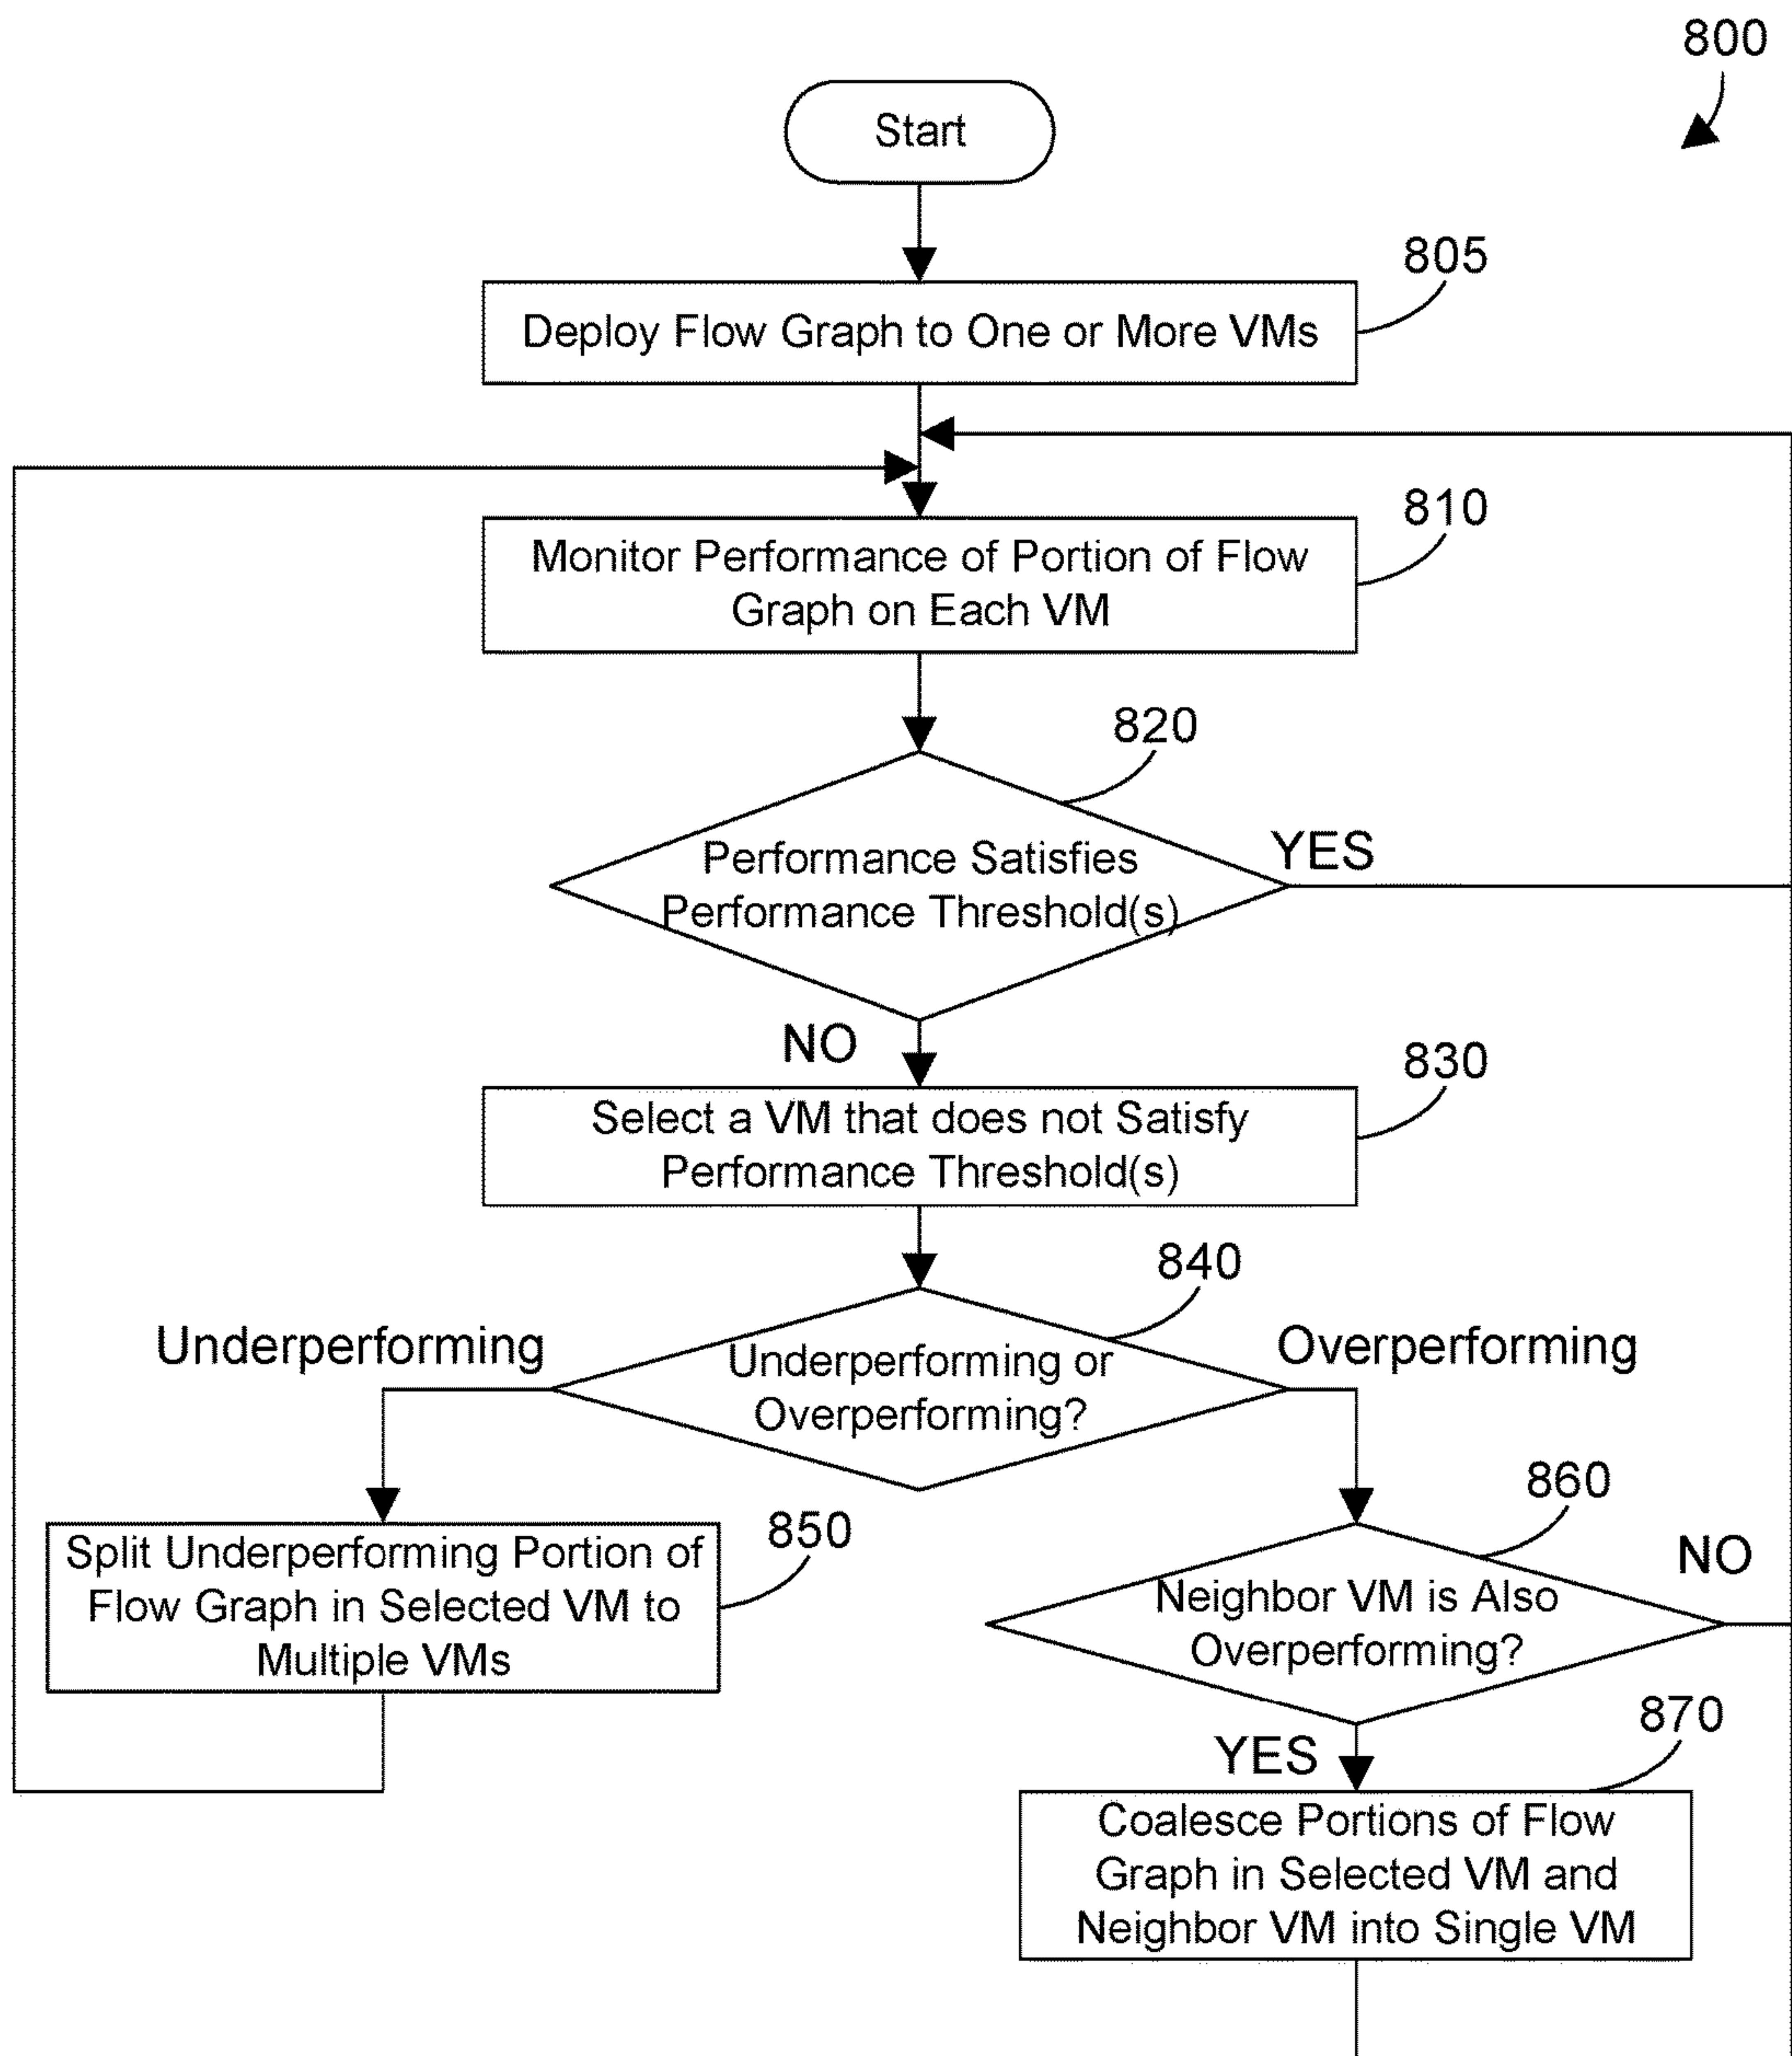 800
Start
805
Deploy Flow Graph to One or More VMs
810
Monitor Performance of Portion of Flow
Graph on Each VM
820
Performance Satisfies
Performance Threshold(s)
YES
NO
830
Select a VM that does not Satisfy
Performance Threshold(s)
840
Underperforming
Underperforming or
Overperforming?
Overperforming
850
Split Underperforming Portion of
Flow Graph in Selected VM to
Multiple VMs
860
Neighbor VM is Also
Overperforming?
NO
YES
870
Coalesce Portions of Flow
Graph in Selected VM and
Neighbor VM into Single VM